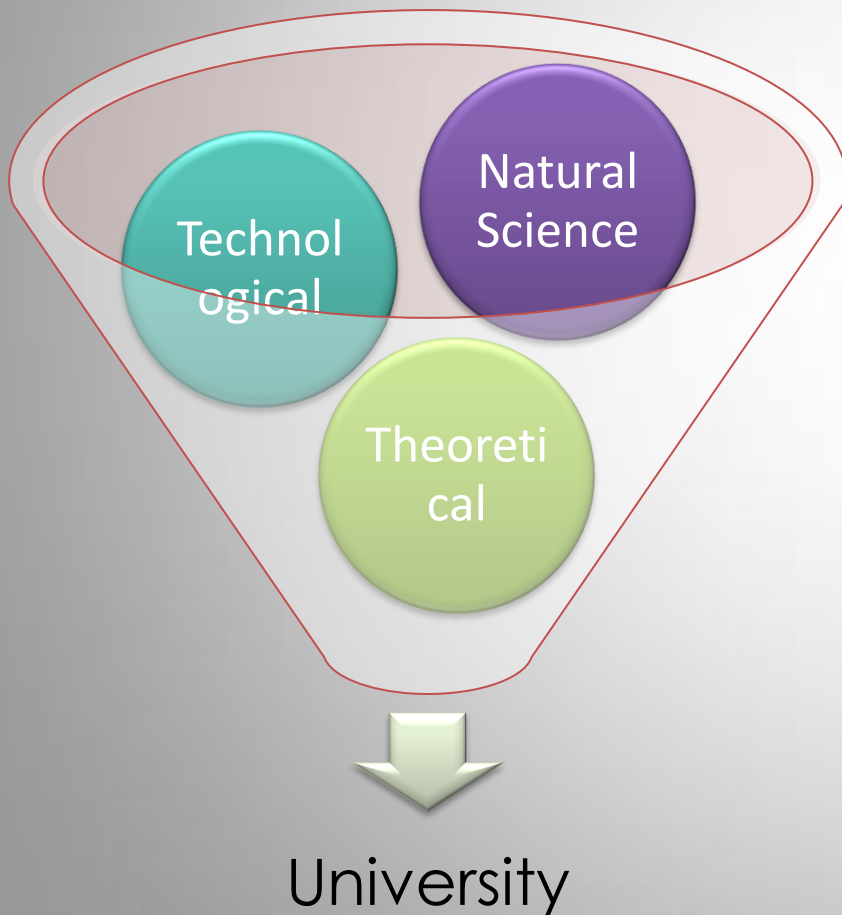 Natural
Science
Technol
ogical
Theoreti
cal
University